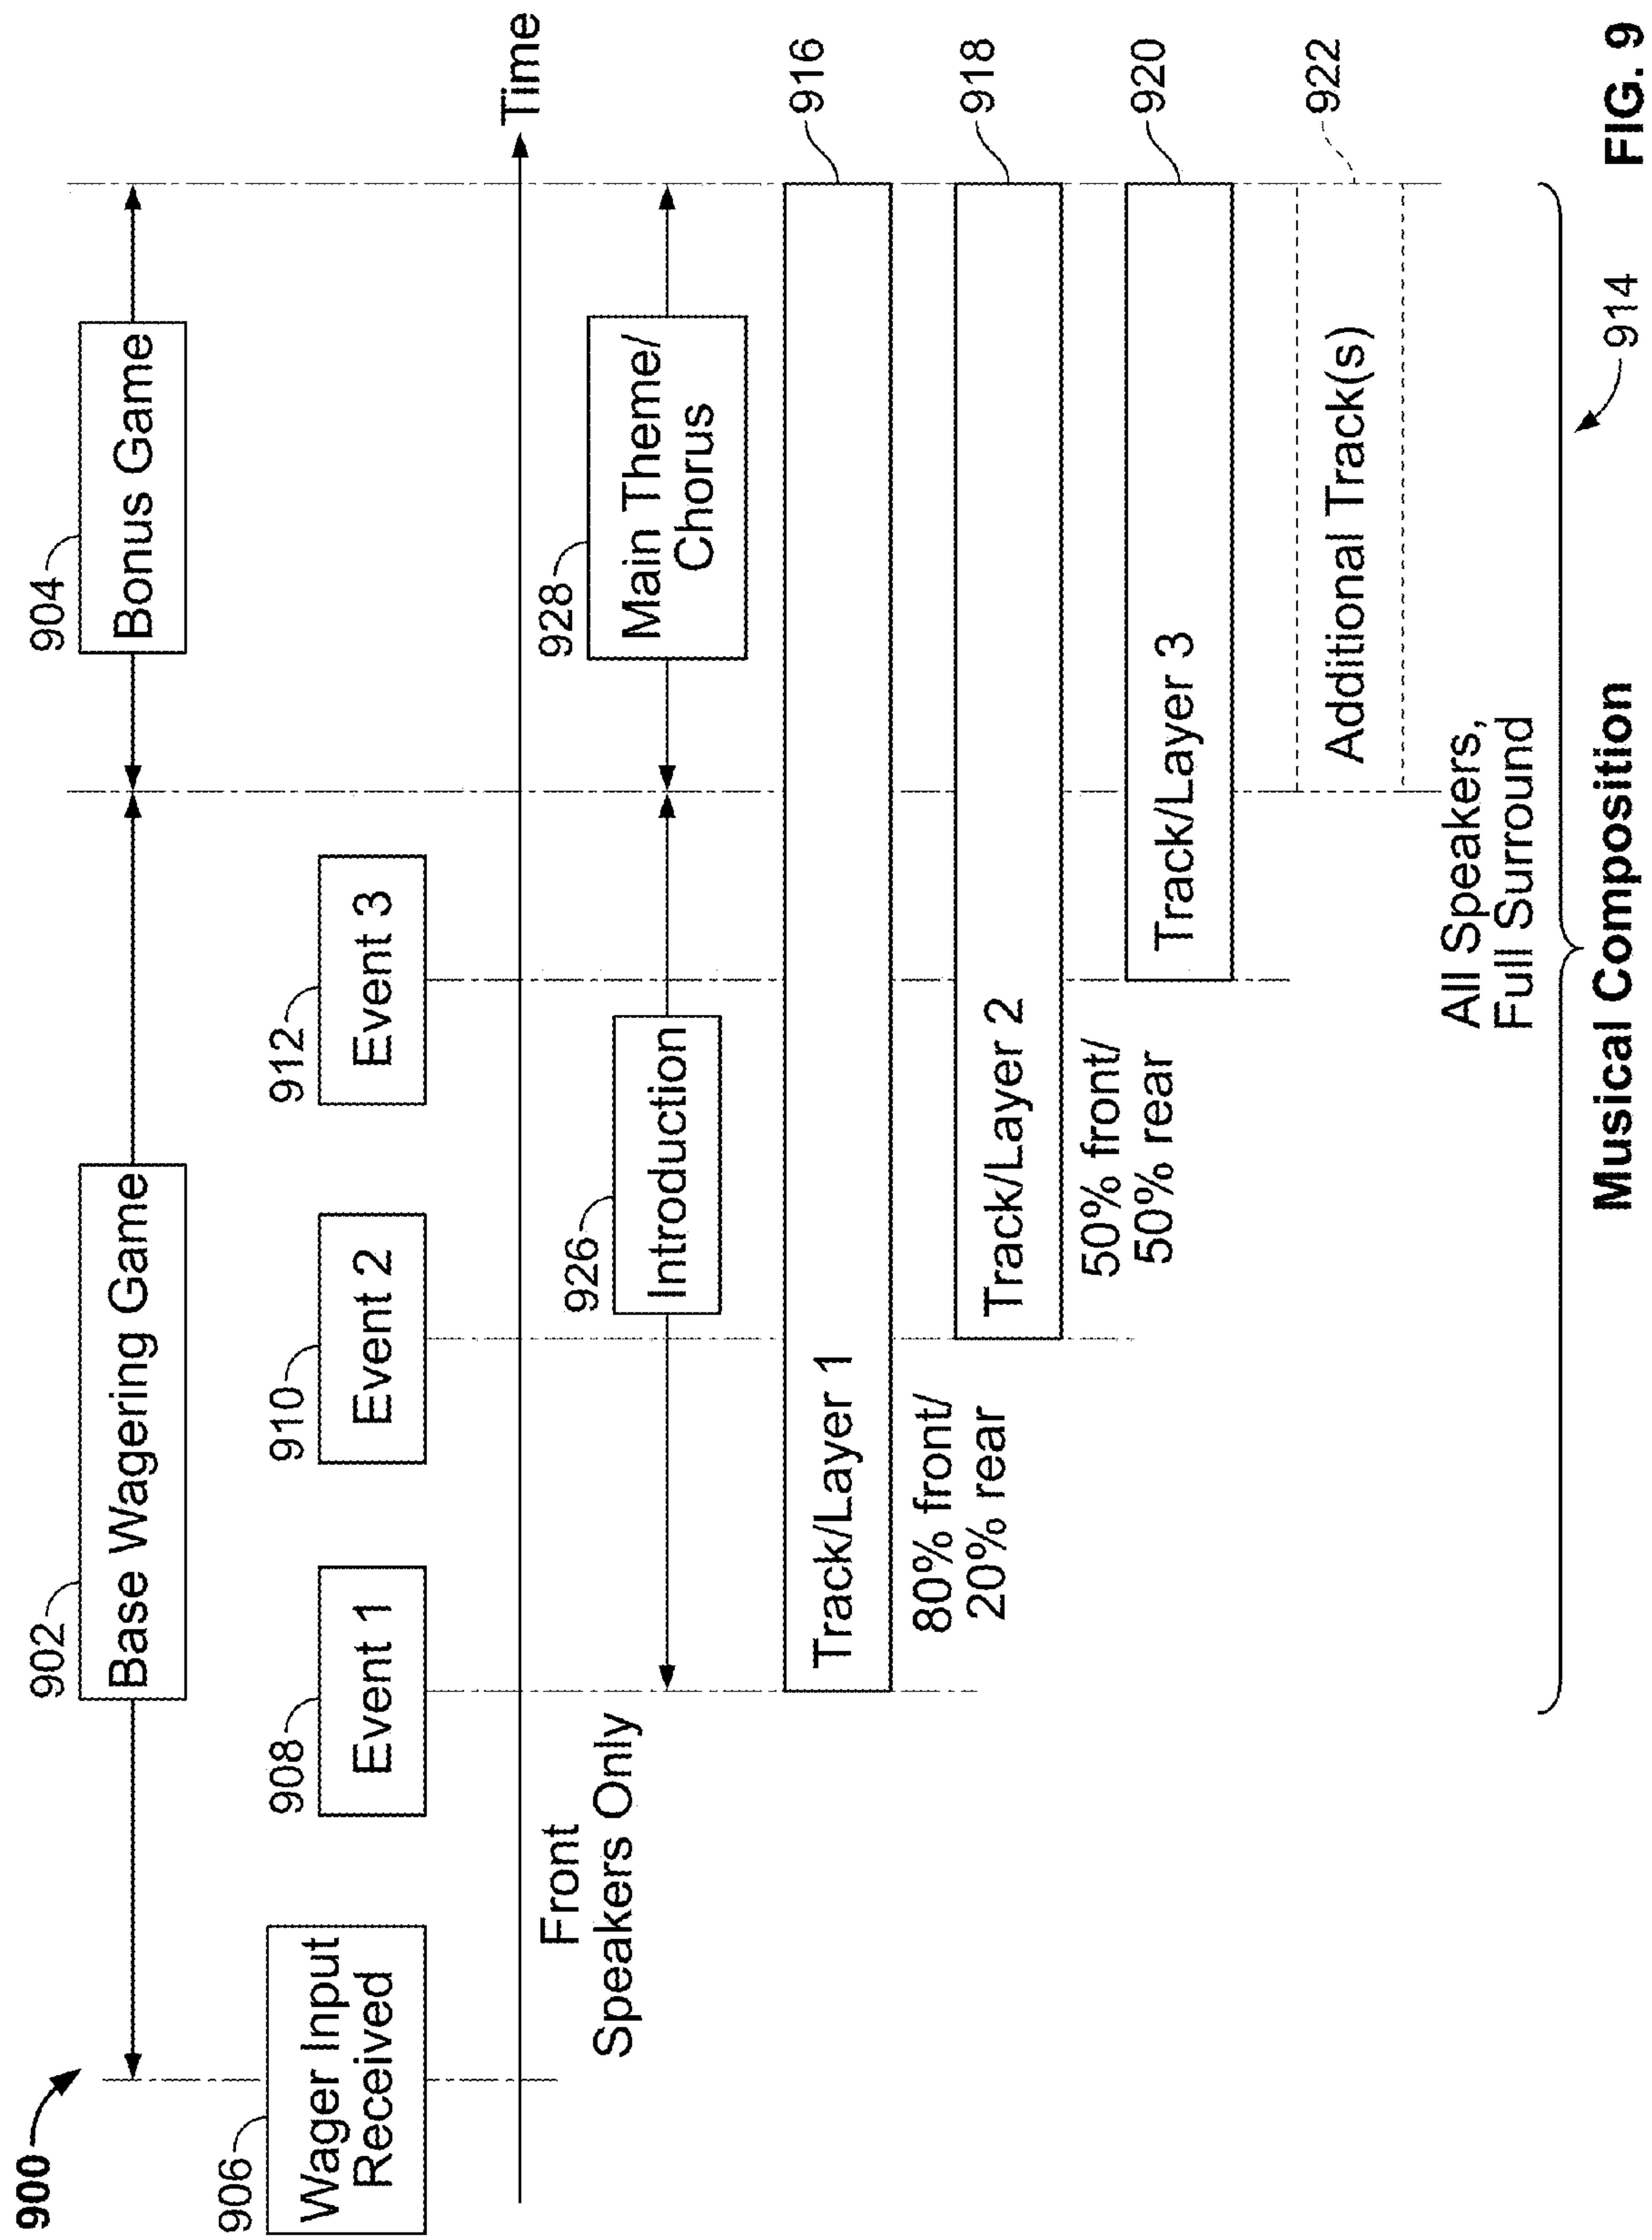 900
902
Base Wagering Game
904
Bonus Game
906
Wager Input
Received
908
Event 1
910
Event 2
912
Event 3
Time
Front
Speakers Only
926
Introduction
928
Main Theme/
Chorus
Track/Layer 1
916
80% front/
20% rear
Track/Layer 2
918
50% front/
50% rear
Track/Layer 3
920
Additional Track(s)
922
All Speakers,
Full Surround
914
Musical Composition
FIG. 9